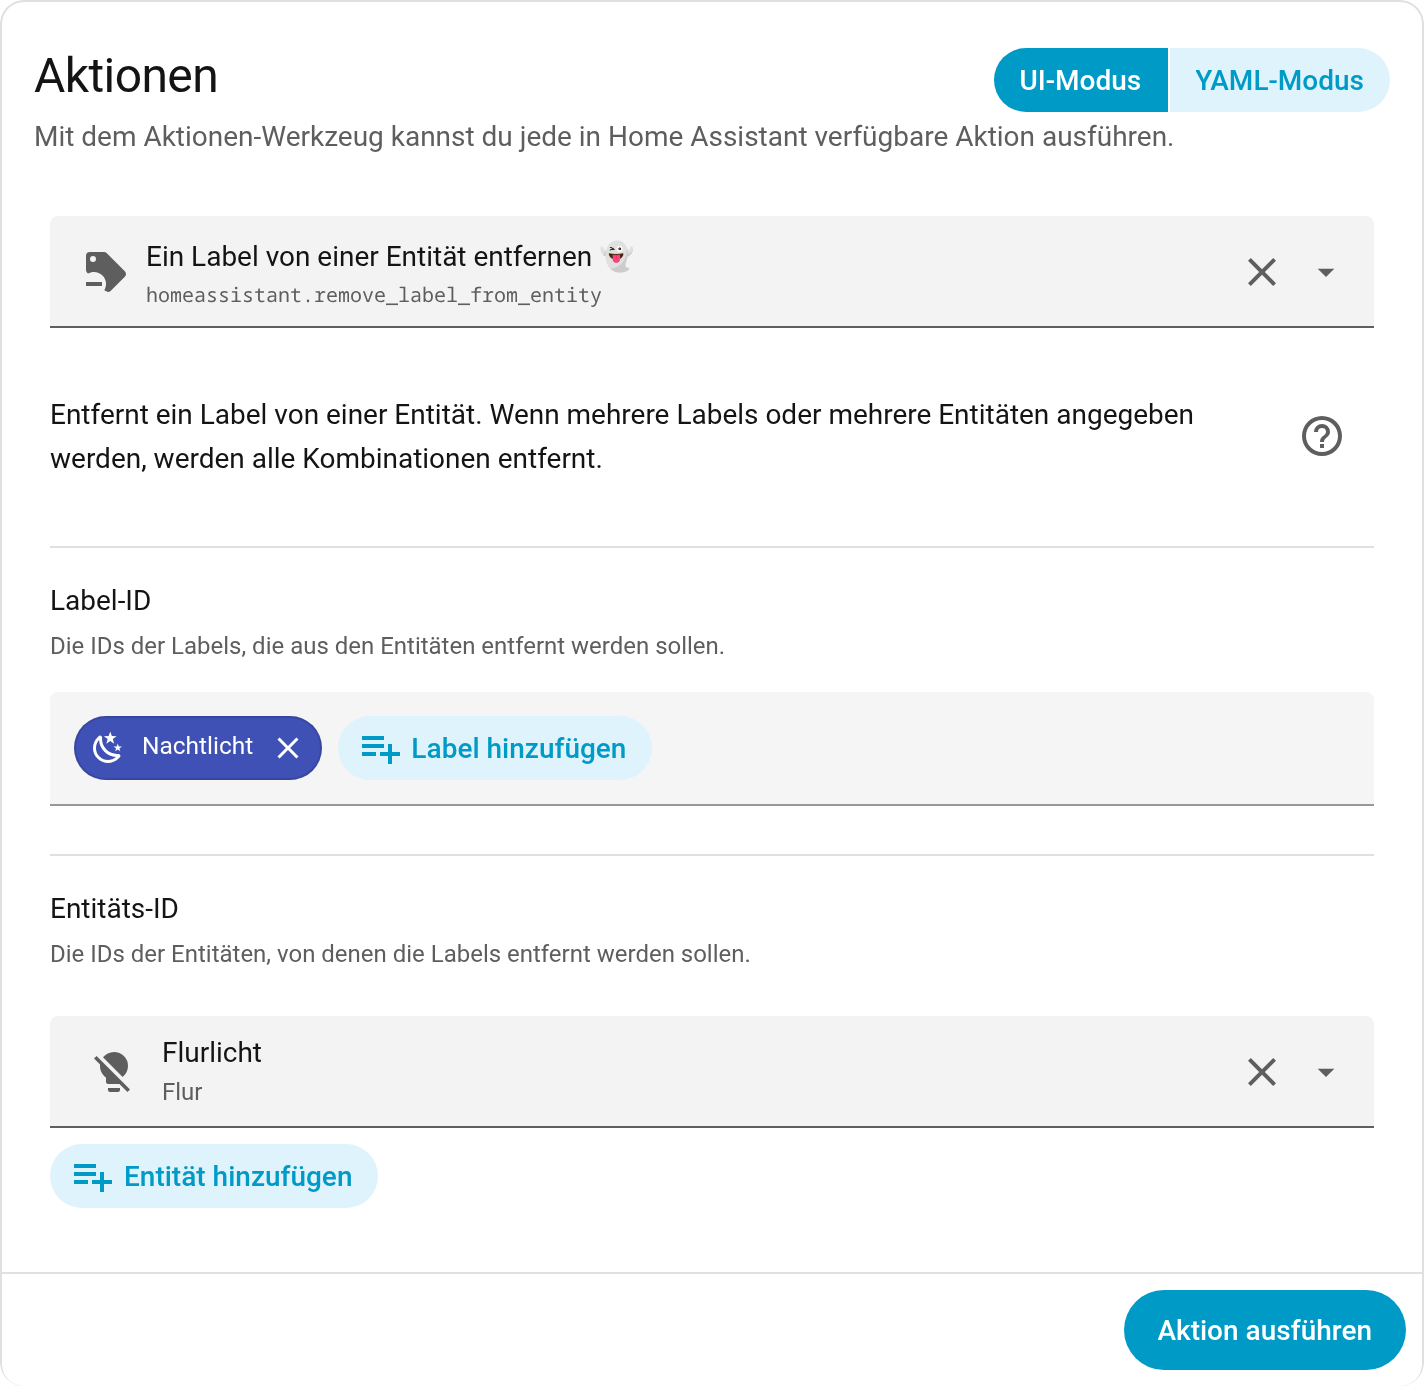 Aktionen
UI-Modus
YAML-Modus
Mit dem Aktionen-Werkzeug kannst du jede in Home Assistant verfügbare Aktion ausführen.
Ein Label von einer Entität entfernen 👻
homeassistant.remove_label_from_entity
Entfernt ein Label von einer Entität. Wenn mehrere Labels oder mehrere Entitäten angegeben
werden, werden alle Kombinationen entfernt.
Label-ID
Die IDs der Labels, die aus den Entitäten entfernt werden sollen.
Nachtlicht
Label hinzufügen
Entitäts-ID
Die IDs der Entitäten, von denen die Labels entfernt werden sollen.
Flurlicht
Flur
Entität hinzufügen
Aktion ausführen